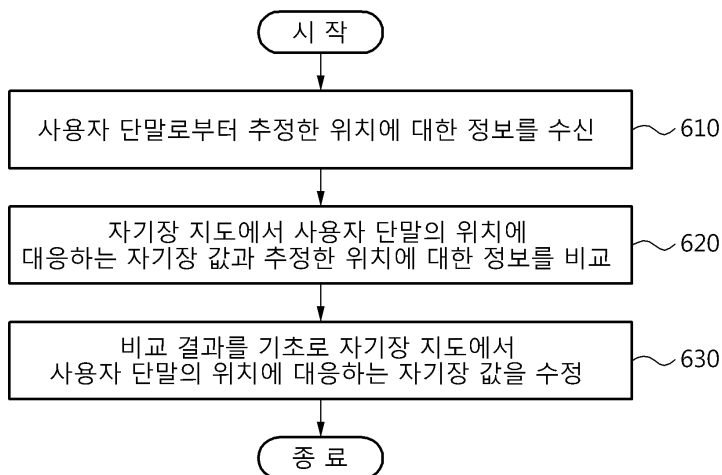 시 작
사용자 단말로부터 추정한 위치에 대한 정보를 수신
610
자기장 지도에서 사용자 단말의 위치에
대응하는 자기장 값과 추정한 위치에 대한 정보를 비교
620
비교 결과를 기초로 자기장 지도에서
사용자 단말의 위치에 대응하는 자기장 값을 수정
630
종 료